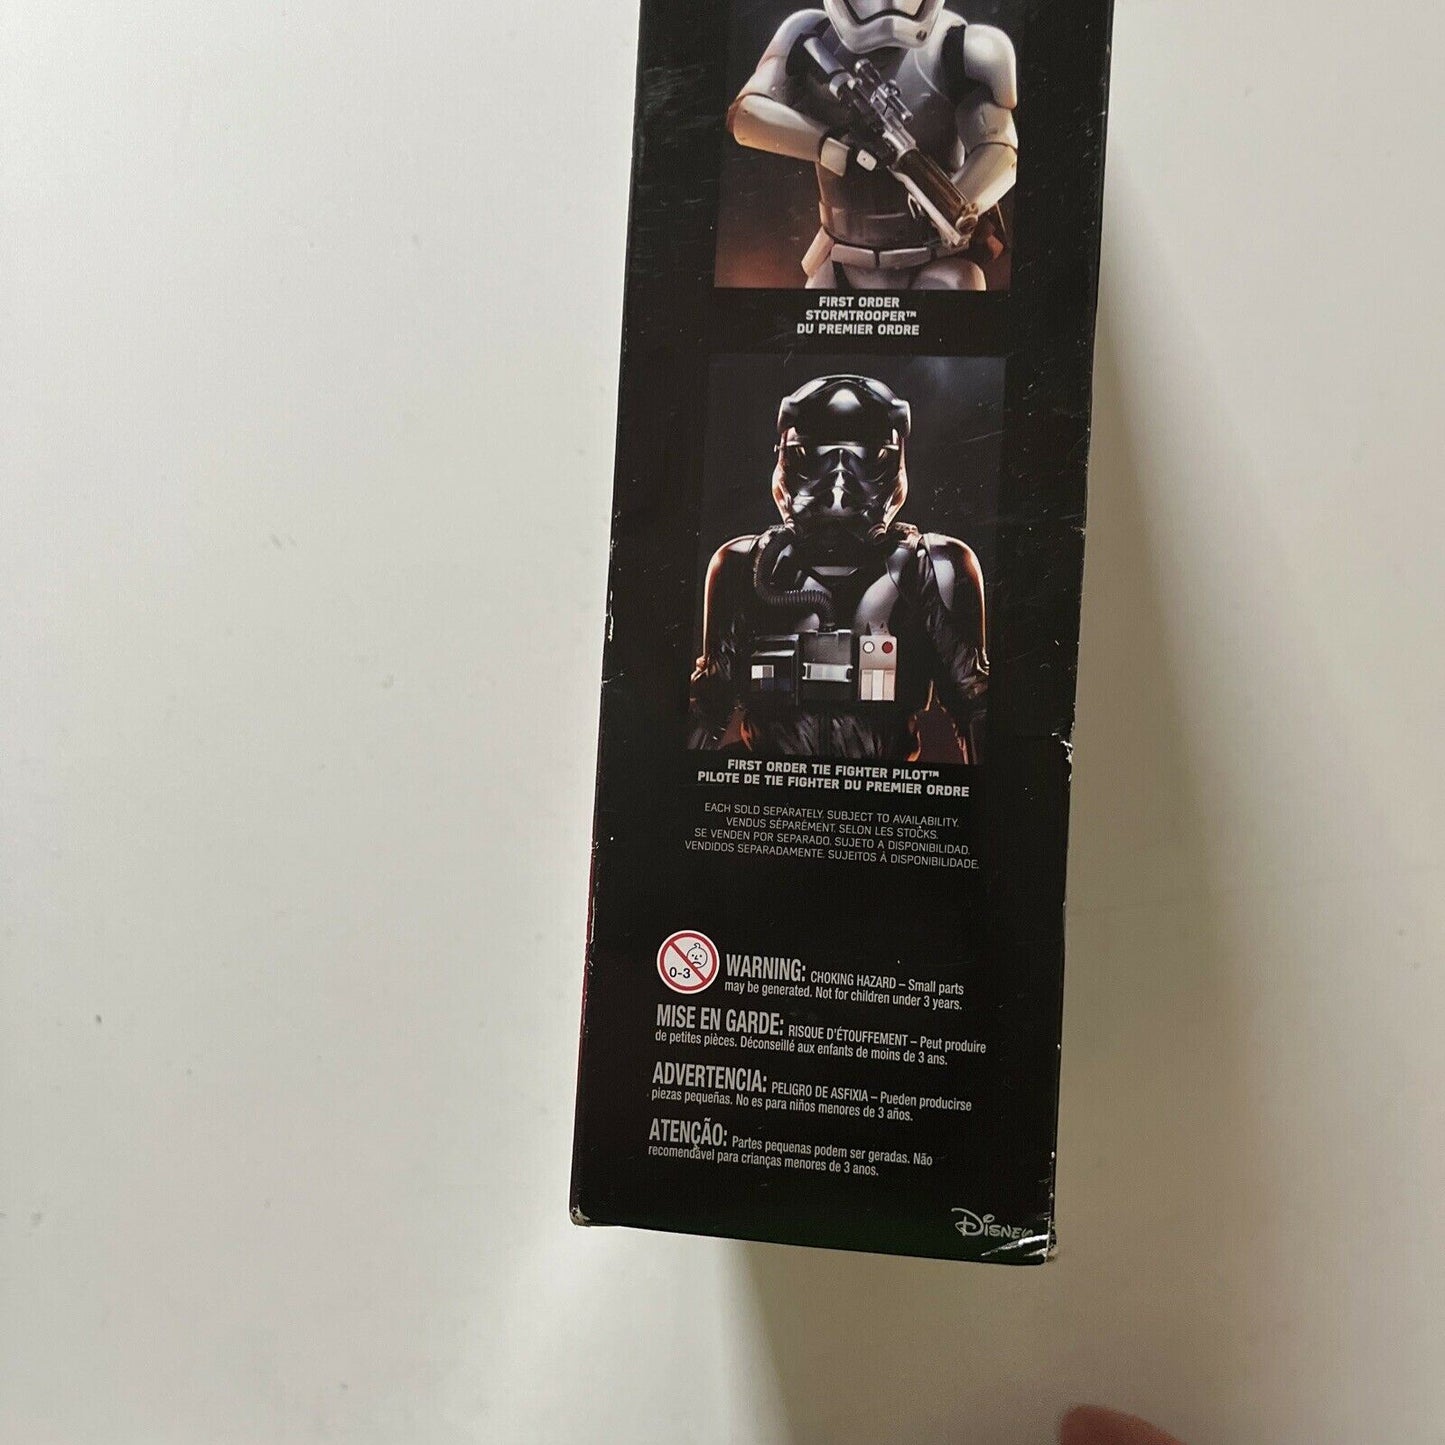 FIRST ORDER
STORMTROOPER™
DU PREMIER ORDRE
FIRST ORDER TIE FIGHTER PILOT™
PILOTE DE TIE FIGHTER DU PREMIER ORDRE
EACH SOLD SEPARATELY. SUBJECT TO AVAILABILITY.
VENDUS SÉPARÉMENT. SELON LES STOCKS.
SE VENDEN POR SEPARADO. SUJETO A DISPONIBILIDAD.
VENDIDOS SEPARADAMENTE. SUJEITOS À DISPONIBILIDADE.
0-3
WARNING: CHOKING HAZARD – Small parts
may be generated. Not for children under 3 years.
MISE EN GARDE: RISQUE D'ÉTOUFFEMENT – Peut produire
de petites pièces. Déconseillé aux enfants de moins de 3 ans.
ADVERTENCIA: PELIGRO DE ASFIXIA – Pueden producirse
piezas pequeñas. No es para niños menores de 3 años.
ATENÇÃO: Partes pequenas podem ser geradas. Não
recomendável para crianças menores de 3 anos.
Disney